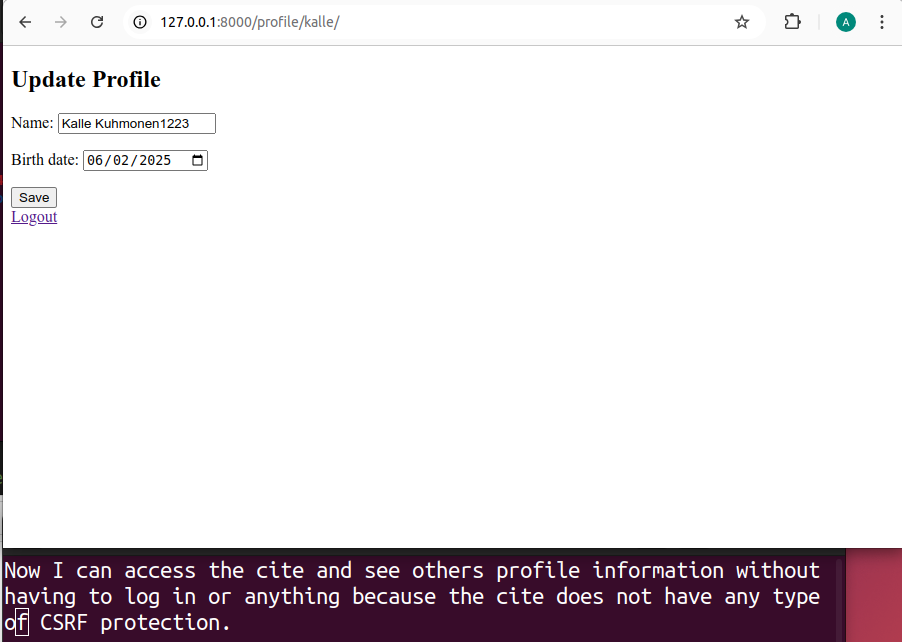 127.0.0.1:8000/profile/kalle/
A
Update Profile
Name: Kalle Kuhmonen1223
Birth date: 06/02/2025
Save
Logout
Now I can access the cite and see others profile information without
having to log in or anything because the cite does not have any type
of CSRF protection.